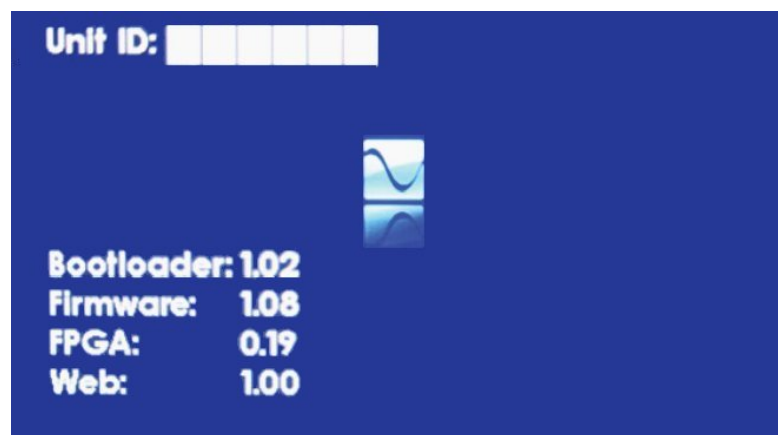 Unit ID:
Bootloader: 1.02
Firmware: 1.08
FPGA: 0.19
Web: 1.00